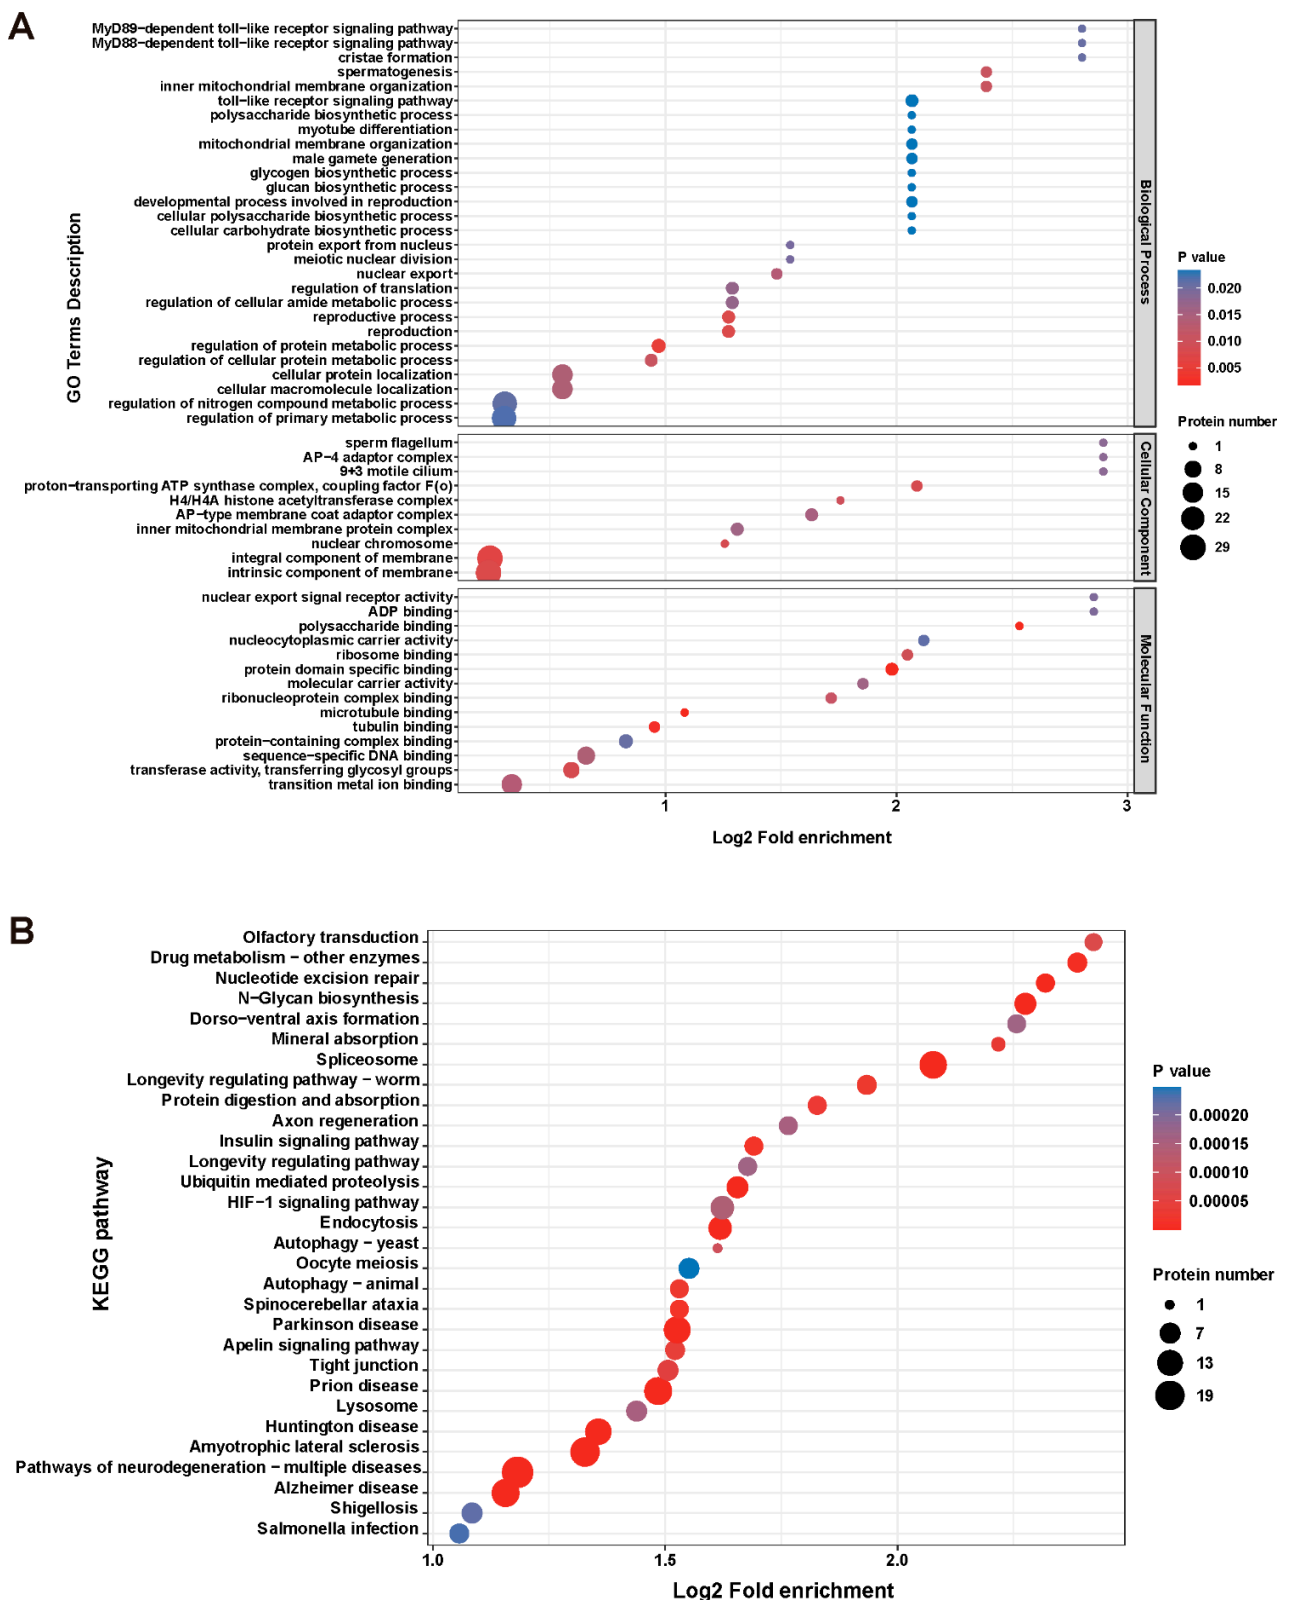 A
MyD89-dependent toll-like receptor signaling pathway
MyD88-dependent toll-like receptor signaling pathway
cristae formation
spermatogenesis
inner mitochondrial membrane organization
toll-like receptor signaling pathway
polysaccharide biosynthetic process
myotube differentiation
mitochondrial membrane organization
male gamete generation
glycogen biosynthetic process
glucan biosynthetic process
developmental process involved in reproduction
cellular polysaccharide biosynthetic process
cellular carbohydrate biosynthetic process
protein export from nucleus
meiotic nuclear division
nuclear export
regulation of translation
regulation of cellular amide metabolic process
reproductive process
reproduction
regulation of protein metabolic process
regulation of cellular protein metabolic process
cellular protein localization
cellular macromolecule localization
regulation of nitrogen compound metabolic process
regulation of primary metabolic process
Biological Process
sperm flagellum
AP-4 adaptor complex
9+3 motile cilium
proton-transporting ATP synthase complex, coupling factor F(o)
H4/H4A histone acetyltransferase complex
AP-type membrane coat adaptor complex
inner mitochondrial membrane protein complex
nuclear chromosome
integral component of membrane
intrinsic component of membrane
Cellular Component
nuclear export signal receptor activity
ADP binding
polysaccharide binding
nucleocytoplasmic carrier activity
ribosome binding
protein domain specific binding
molecular carrier activity
ribonucleoprotein complex binding
microtubule binding
tubulin binding
protein-containing complex binding
sequence-specific DNA binding
transferase activity, transferring glycosyl groups
transition metal ion binding
Molecular Function
GO Terms Description
1 2 3
Log2 Fold enrichment
P value
0.020
0.015
0.010
0.005
Protein number
1
8
15
22
29
B
Olfactory transduction
Drug metabolism - other enzymes
Nucleotide excision repair
N-Glycan biosynthesis
Dorso-ventral axis formation
Mineral absorption
Spliceosome
Longevity regulating pathway - worm
Protein digestion and absorption
Axon regeneration
Insulin signaling pathway
Longevity regulating pathway
Ubiquitin mediated proteolysis
HIF-1 signaling pathway
Endocytosis
Autophagy - yeast
Oocyte meiosis
Autophagy - animal
Spinocerebellar ataxia
Parkinson disease
Apelin signaling pathway
Tight junction
Prion disease
Lysosome
Huntington disease
Amyotrophic lateral sclerosis
Pathways of neurodegeneration - multiple diseases
Alzheimer disease
Shigellosis
Salmonella infection
KEGG pathway
1.0 1.5 2.0
Log2 Fold enrichment
P value
0.00020
0.00015
0.00010
0.00005
Protein number
1
7
13
19